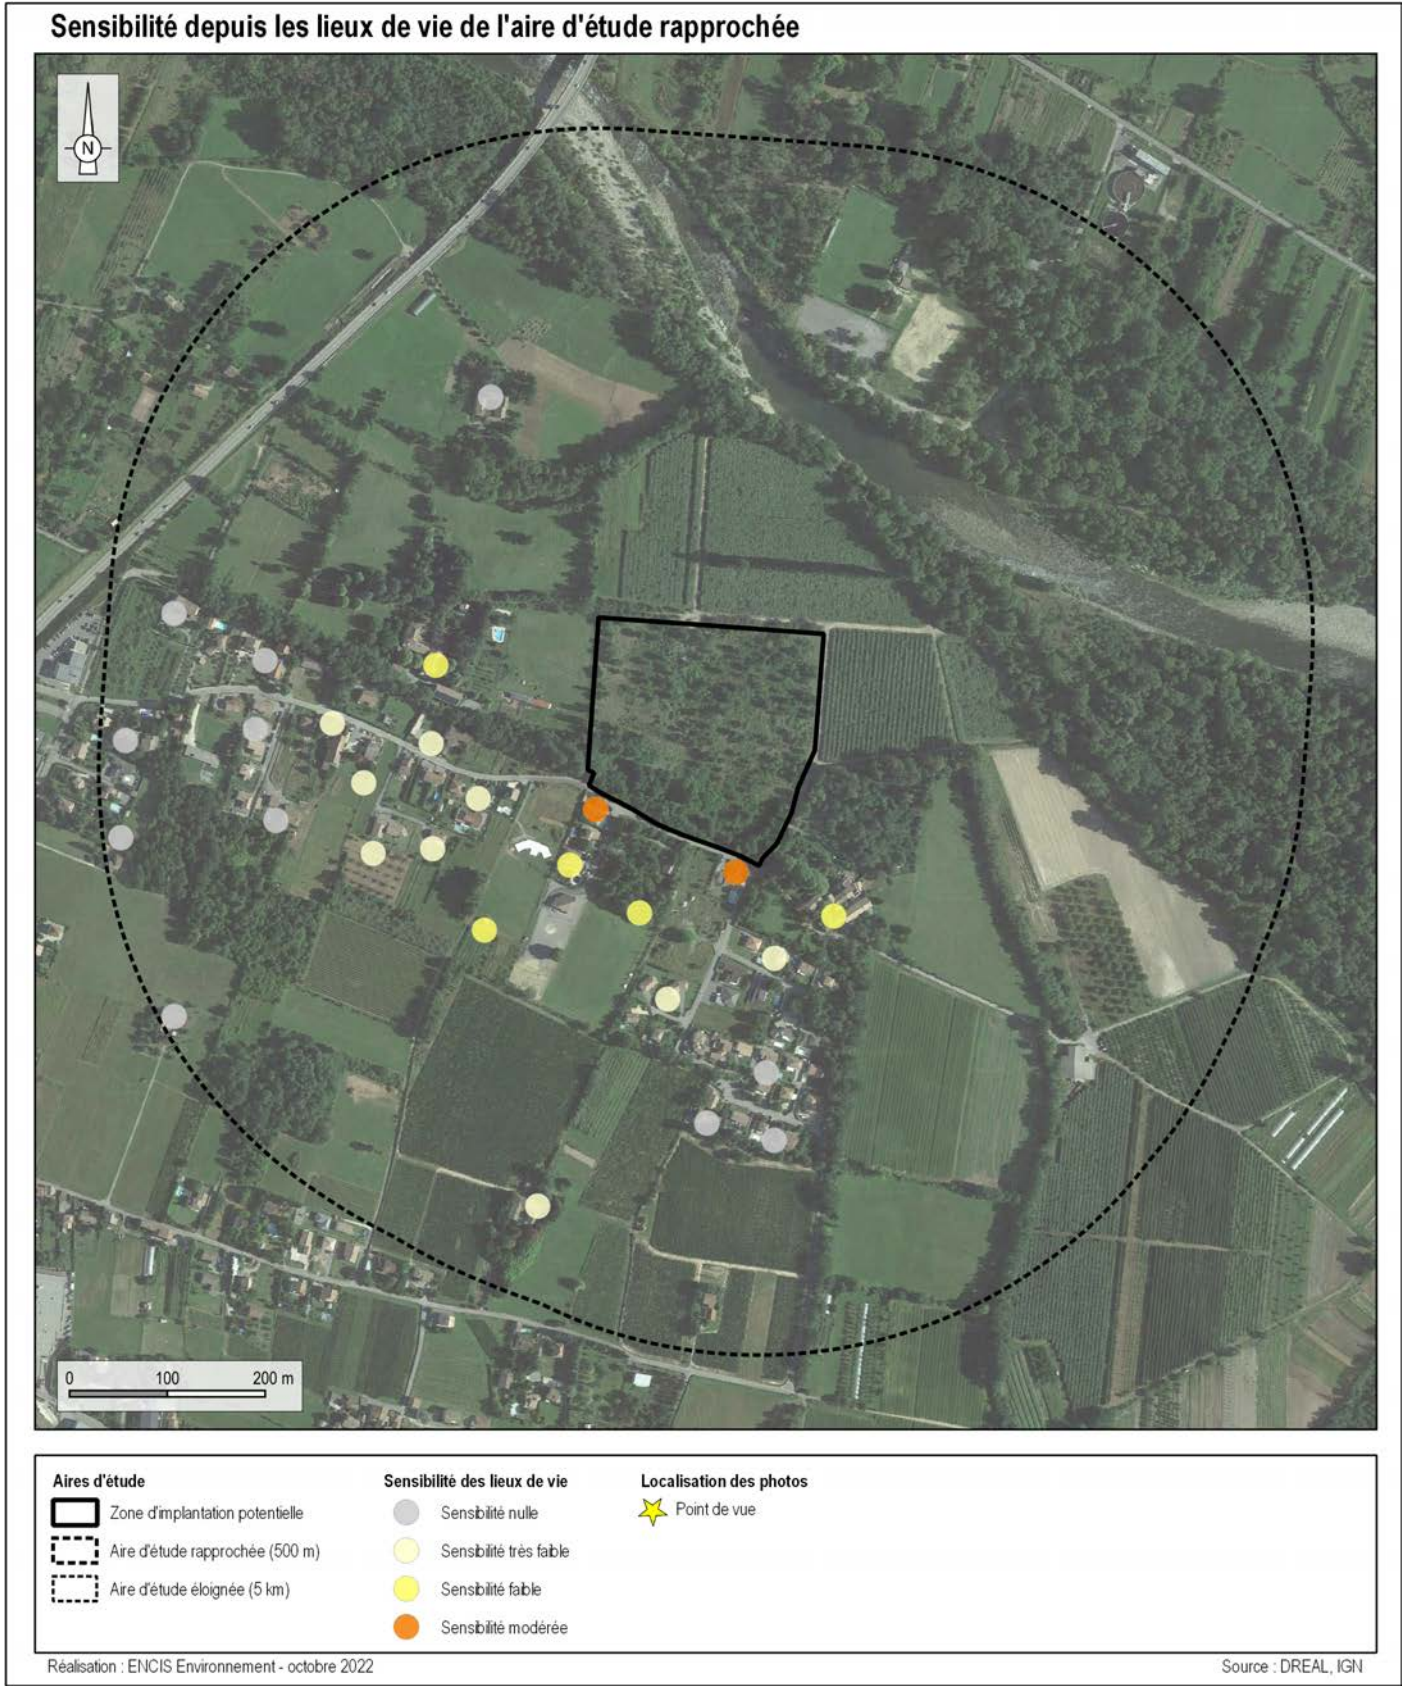 Sensibilité depuis les lieux de vie de l'aire d'étude rapprochée
N
0 100 200 m
Aires d'étude
Zone d'implantation potentielle
Aire d'étude rapprochée (500 m)
Aire d'étude éloignée (5 km)
Sensibilité des lieux de vie
Sensibilité nulle
Sensibilité très faible
Sensibilité faible
Sensibilité modérée
Localisation des photos
Point de vue
Réalisation : ENCIS Environnement - octobre 2022
Source : DREAL, IGN